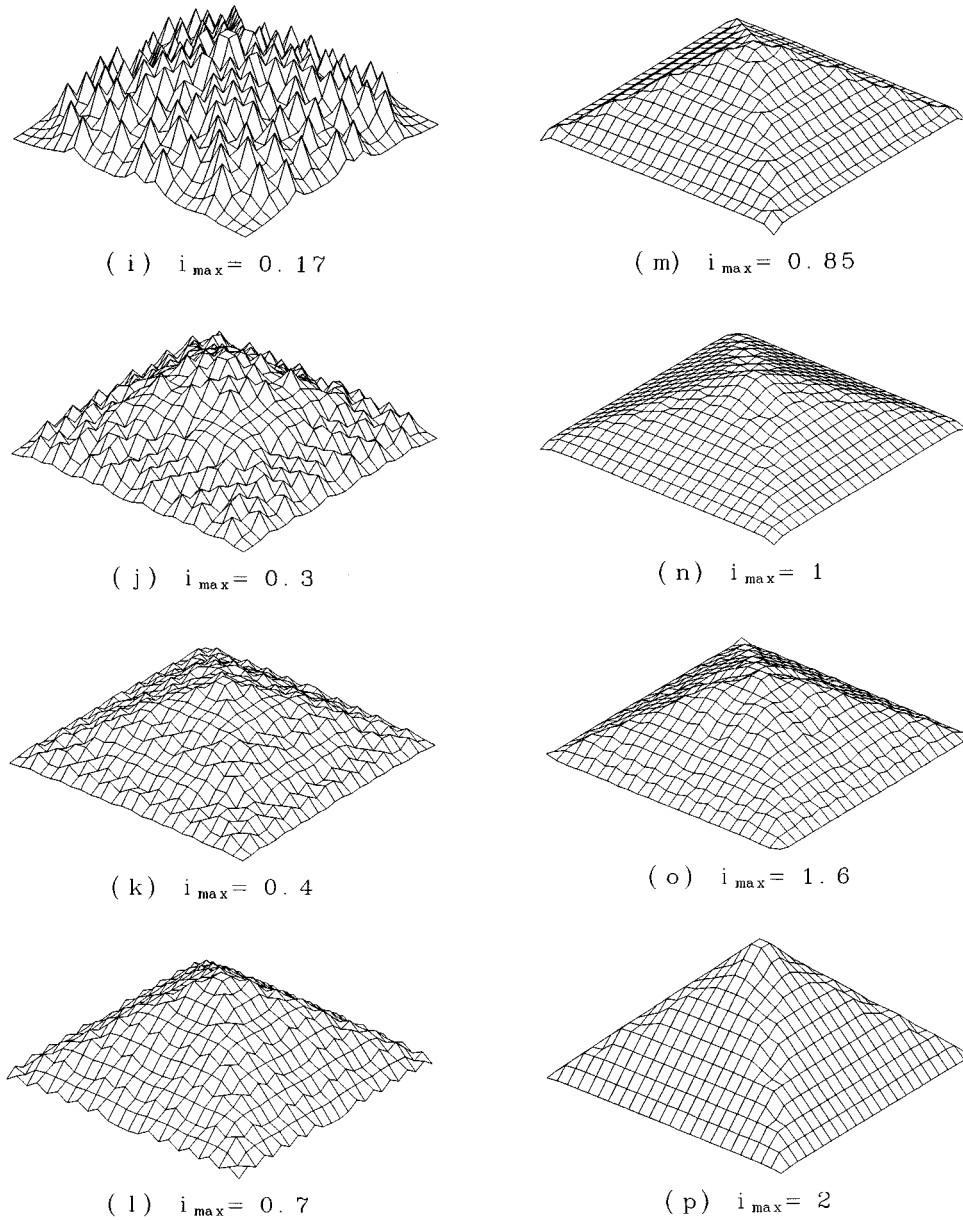 (i) i max = 0.17
(m) i max = 0.85
(j) i max = 0.3
(n) i max = 1
(k) i max = 0.4
(o) i max = 1.6
(l) i max = 0.7
(p) i max = 2